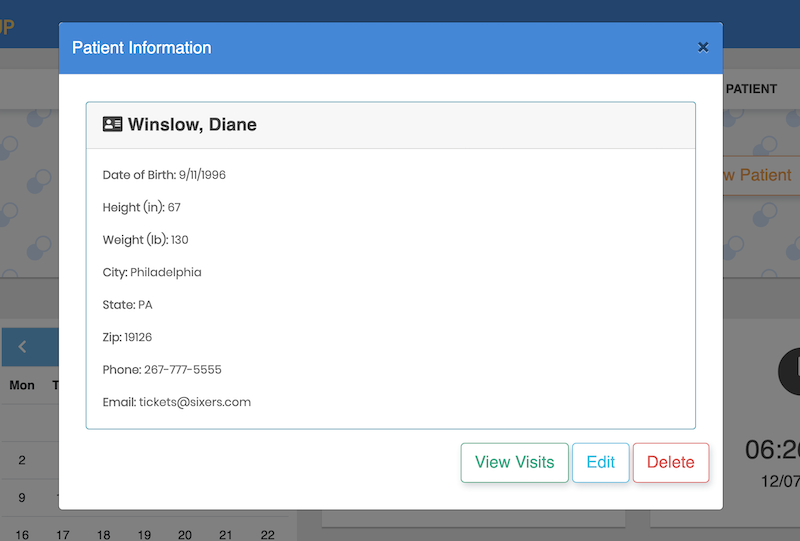 UP
Patient Information ×
PATIENT
Winslow, Diane
Date of Birth: 9/11/1996
w Patient
Height (in): 67
Weight (lb): 130
City: Philadelphia
State: PA
Zip: 19126
Phone: 267-777-5555
Mon T
Email: tickets@sixers.com
View Visits Edit Delete
2
06:20
12/07
9
16 17 18 19 20 21 22